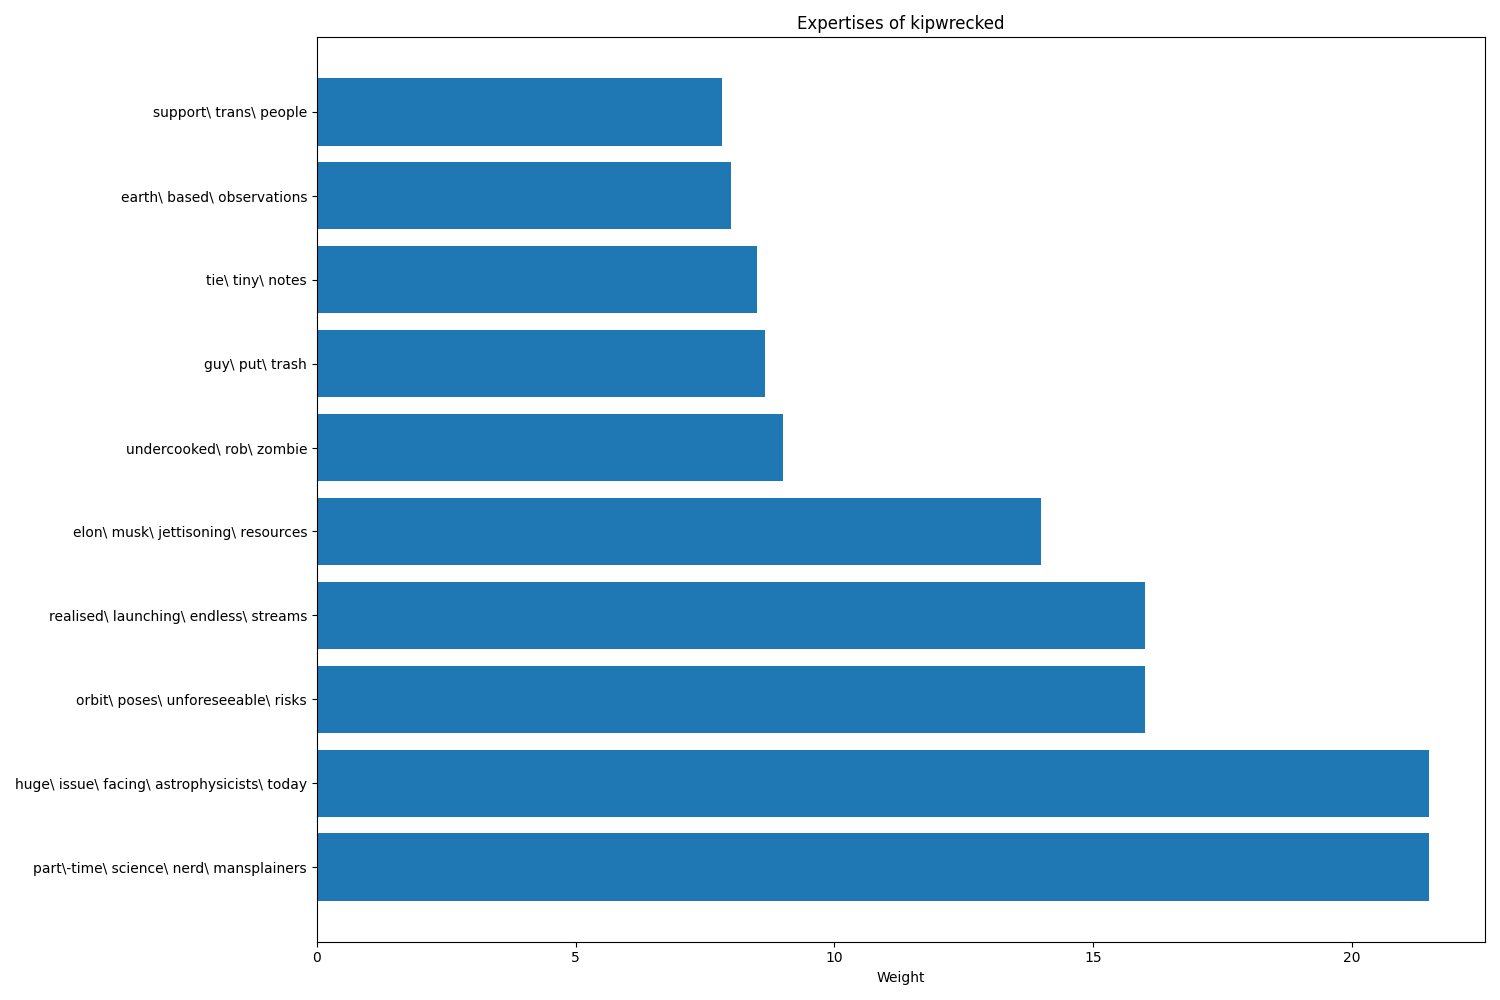 Expertises of kipwrecked
support\ trans\ people
earth\ based\ observations
tie\ tiny\ notes
guy\ put\ trash
undercooked\ rob\ zombie
elon\ musk\ jettisoning\ resources
realised\ launching\ endless\ streams
orbit\ poses\ unforeseeable\ risks
huge\ issue\ facing\ astrophysicists\ today
part\-time\ science\ nerd\ mansplainers
0 5 10 15 20
Weight